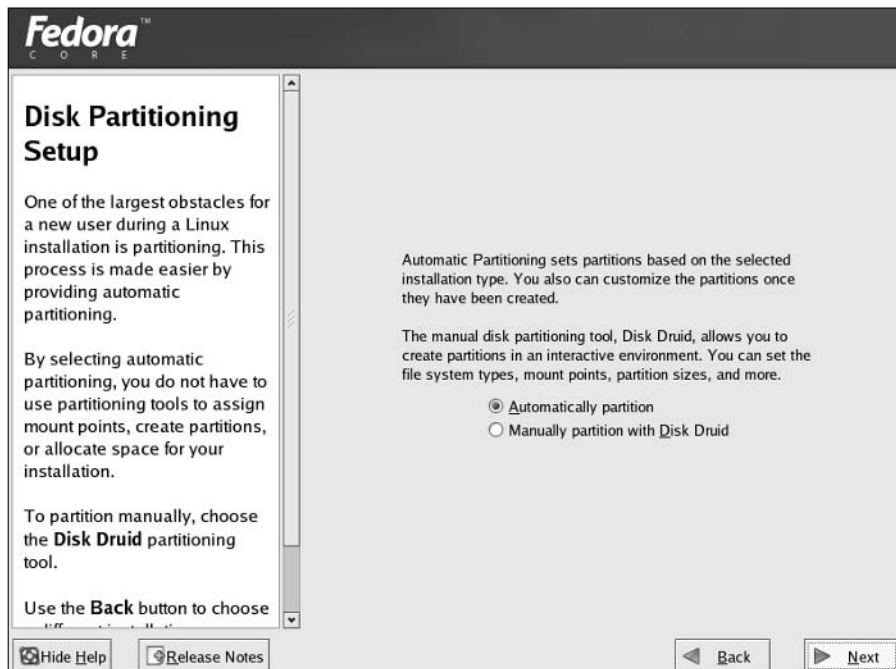 Fedora™
CORE
Disk Partitioning
Setup
One of the largest obstacles for
a new user during a Linux
installation is partitioning. This
process is made easier by
providing automatic
partitioning.
By selecting automatic
partitioning, you do not have to
use partitioning tools to assign
mount points, create partitions,
or allocate space for your
installation.
To partition manually, choose
the Disk Druid partitioning
tool.
Use the Back button to choose
Automatic Partitioning sets partitions based on the selected
installation type. You also can customize the partitions once
they have been created.
The manual disk partitioning tool, Disk Druid, allows you to
create partitions in an interactive environment. You can set the
file system types, mount points, partition sizes, and more.
Automatically partition
Manually partition with Disk Druid
Hide Help
Release Notes
Back
Next